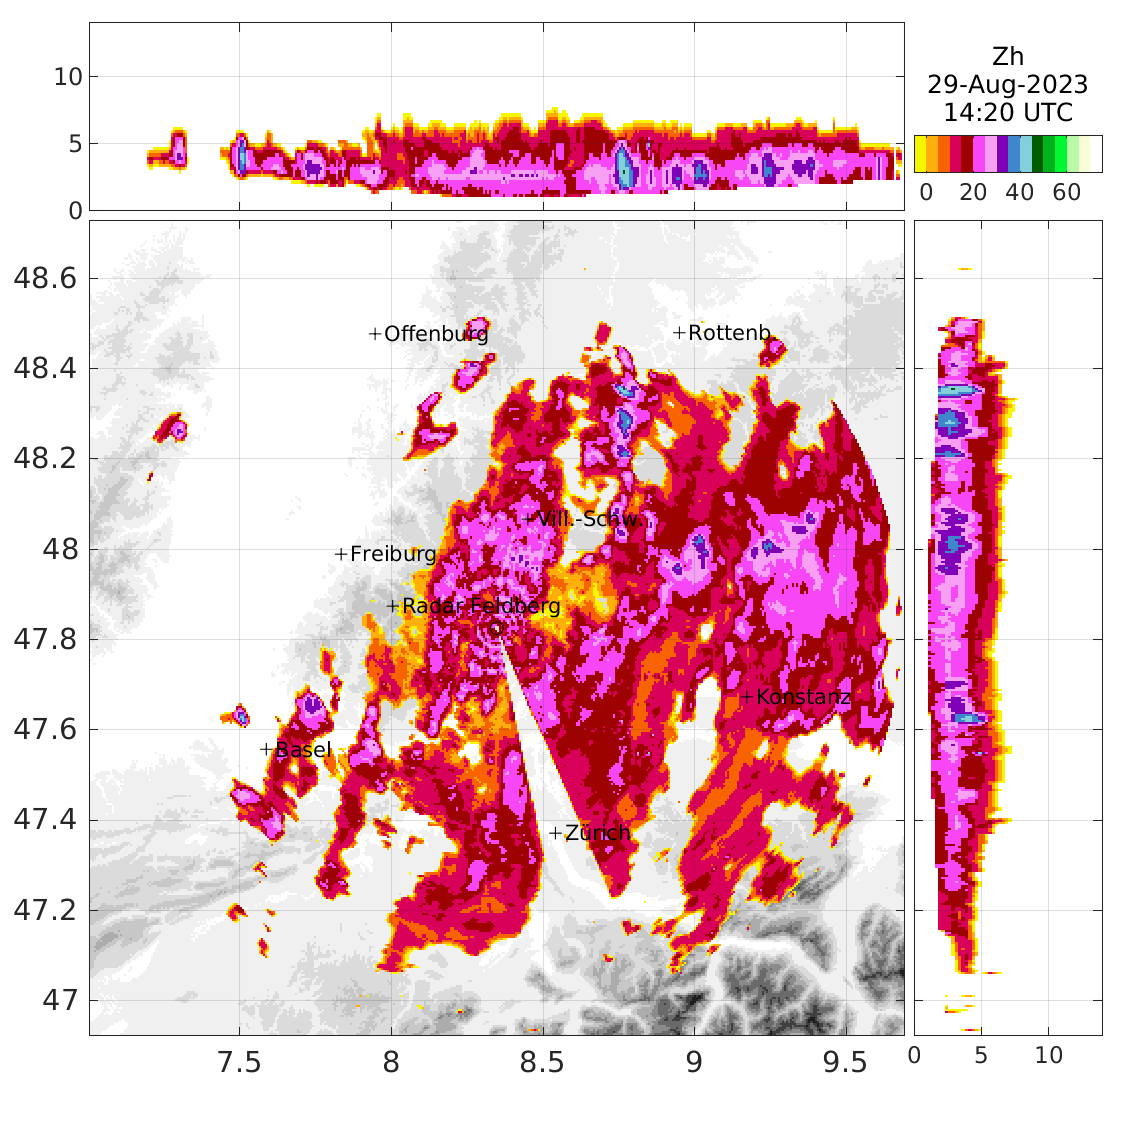 Zh
29-Aug-2023
14:20 UTC
0 20 40 60
10
5
0
48.6
48.4
48.2
48
47.8
47.6
47.4
47.2
47
+Offenburg
+Rottenb.
+Vill.-Schw.
+Freiburg
+Radar Feldberg
+Konstanz
+Basel
+Zürich
7.5 8 8.5 9 9.5
0 5 10